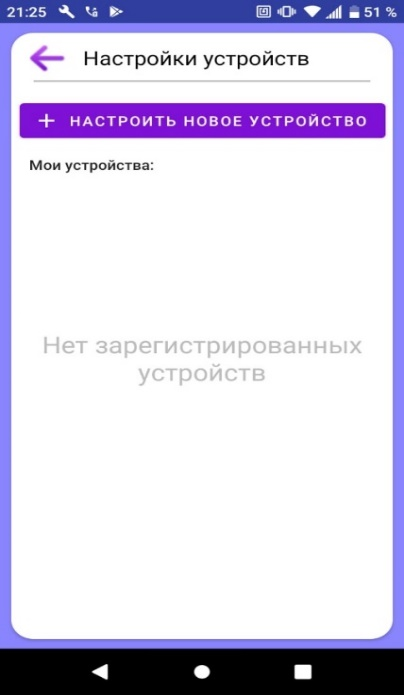 21:25 51 %
Настройки устройств
+ НАСТРОИТЬ НОВОЕ УСТРОЙСТВО
Мои устройства:
Нет зарегистрированных
устройств